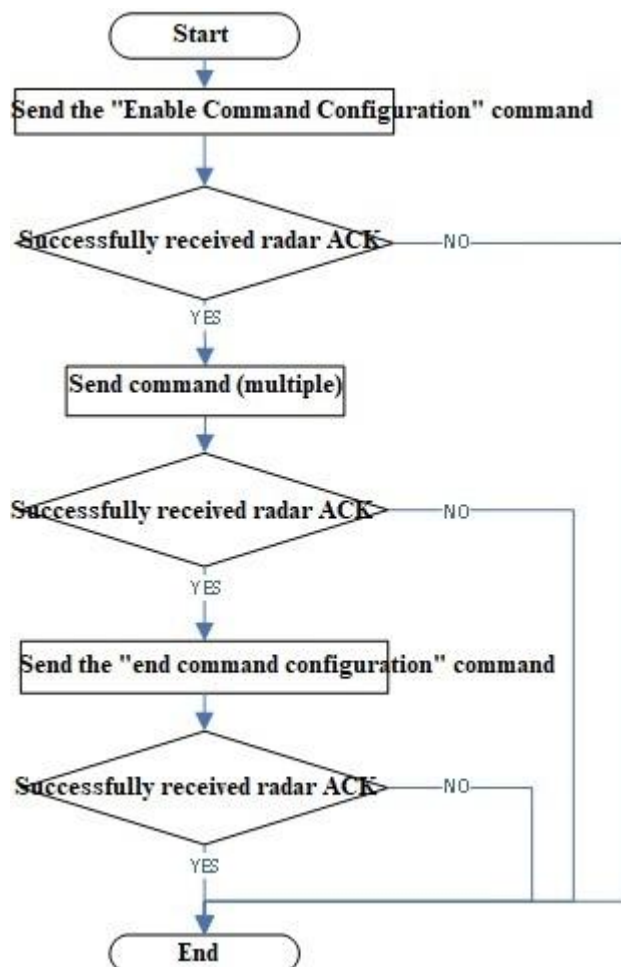 Start
Send the "Enable Command Configuration" command
Successfully received radar ACK
NO
YES
Send command (multiple)
Successfully received radar ACK
NO
YES
Send the "end command configuration" command
Successfully received radar ACK
NO
YES
End